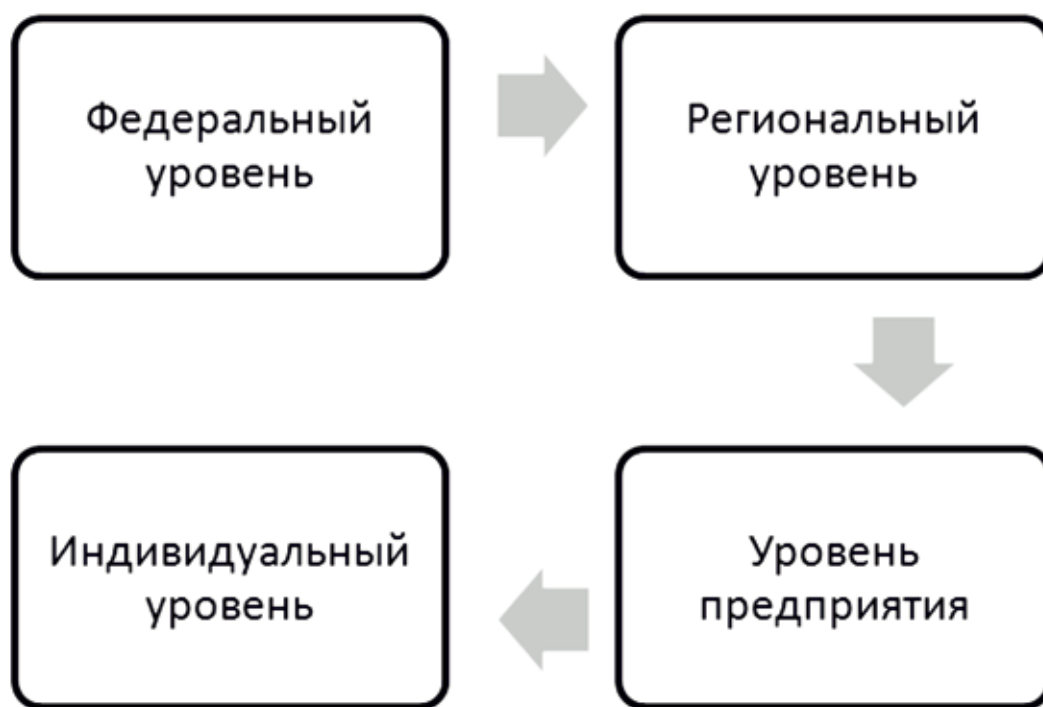 Федеральный
уровень
Региональный
уровень
Уровень
предприятия
Индивидуальный
уровень